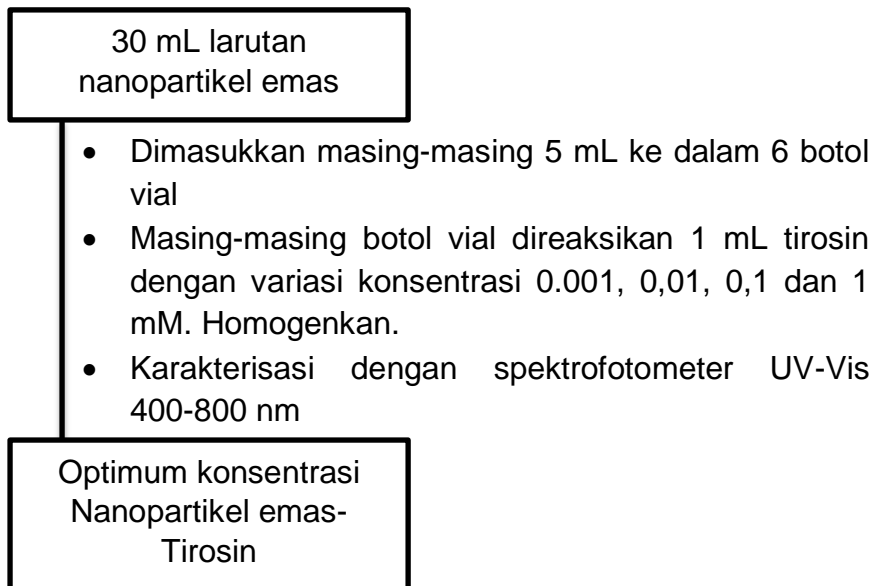 30 mL larutan
nanopartikel emas
• Dimasukkan masing-masing 5 mL ke dalam 6 botol
vial
• Masing-masing botol vial direaksikan 1 mL tirosin
dengan variasi konsentrasi 0.001, 0,01, 0,1 dan 1
mM. Homogenkan.
• Karakterisasi dengan spektrofotometer UV-Vis
400-800 nm
Optimum konsentrasi
Nanopartikel emas-
Tirosin